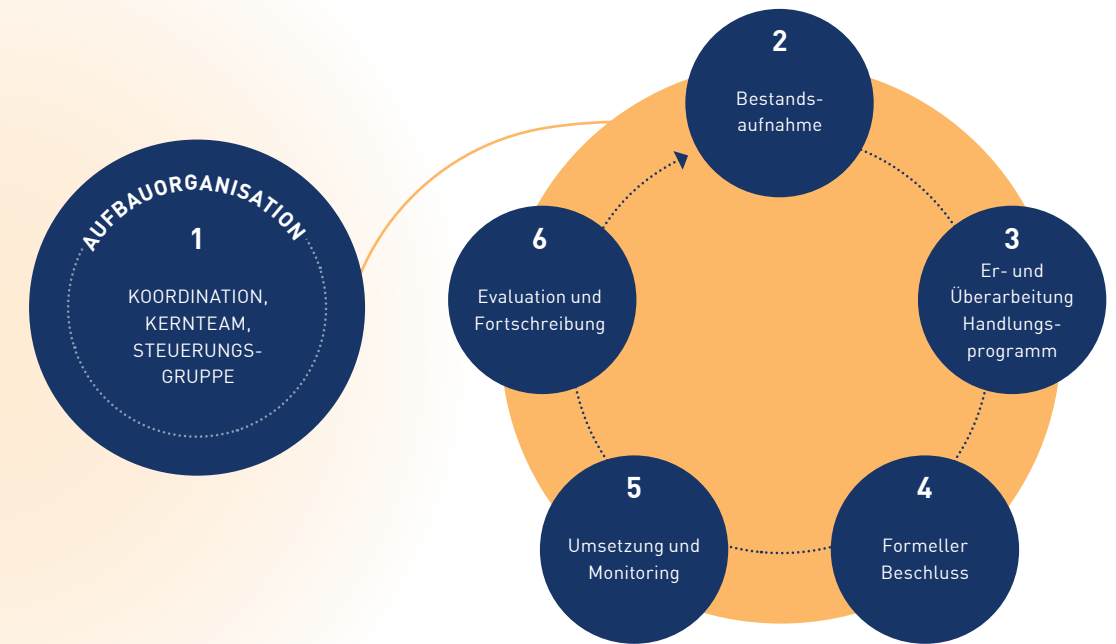 AUFBAUORGANISATION
1
KOORDINATION,
KERNTEAM,
STEUERUNGS-
GRUPPE
2
Bestands-
aufnahme
3
Er- und
Überarbeitung
Handlungs-
programm
4
Formeller
Beschluss
5
Umsetzung und
Monitoring
6
Evaluation und
Fortschreibung